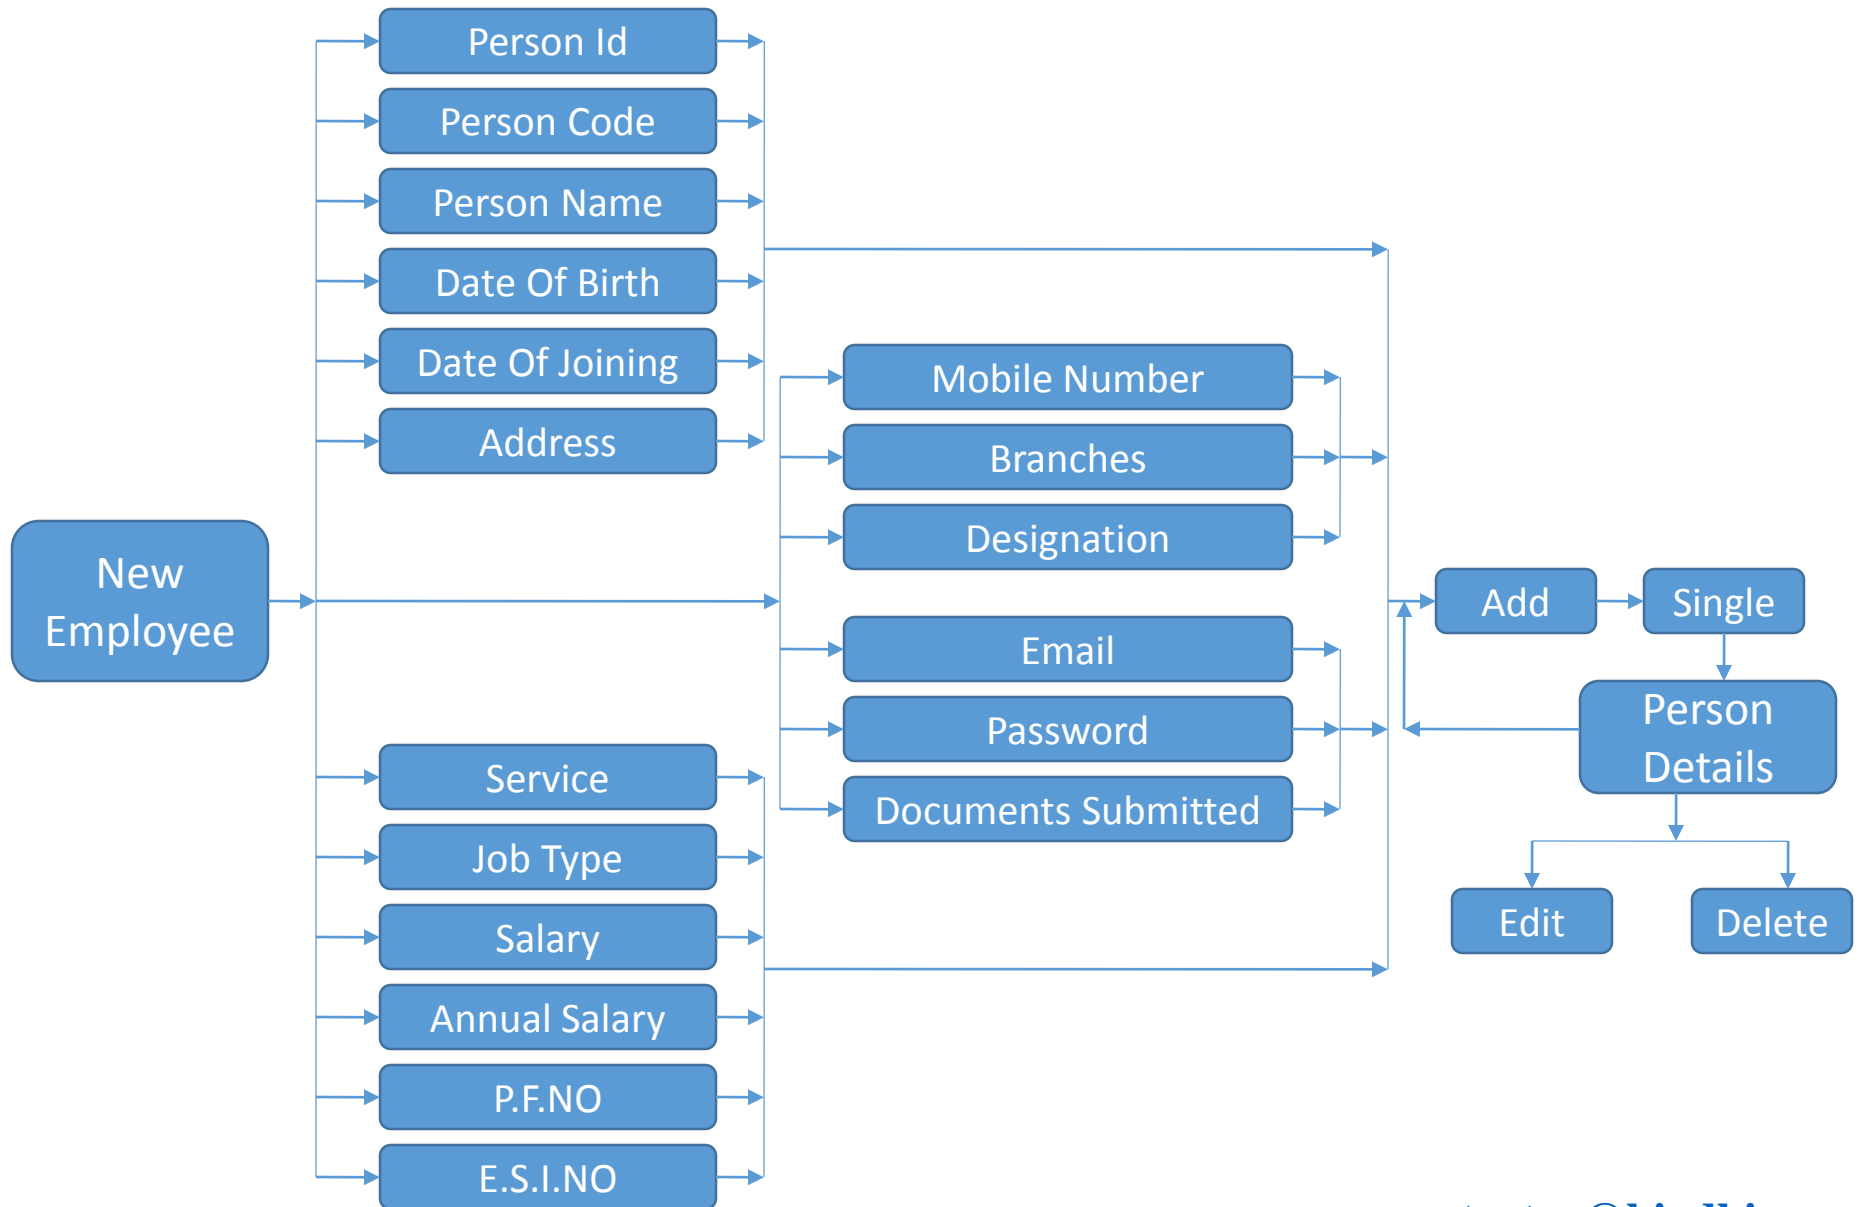 Person Id
Person Code
Person Name
Date Of Birth
Date Of Joining
Address
Mobile Number
Branches
Designation
New
Employee
Add
Single
Email
Password
Documents Submitted
Person
Details
Service
Job Type
Salary
Annual Salary
P.F.NO
E.S.I.NO
Edit
Delete